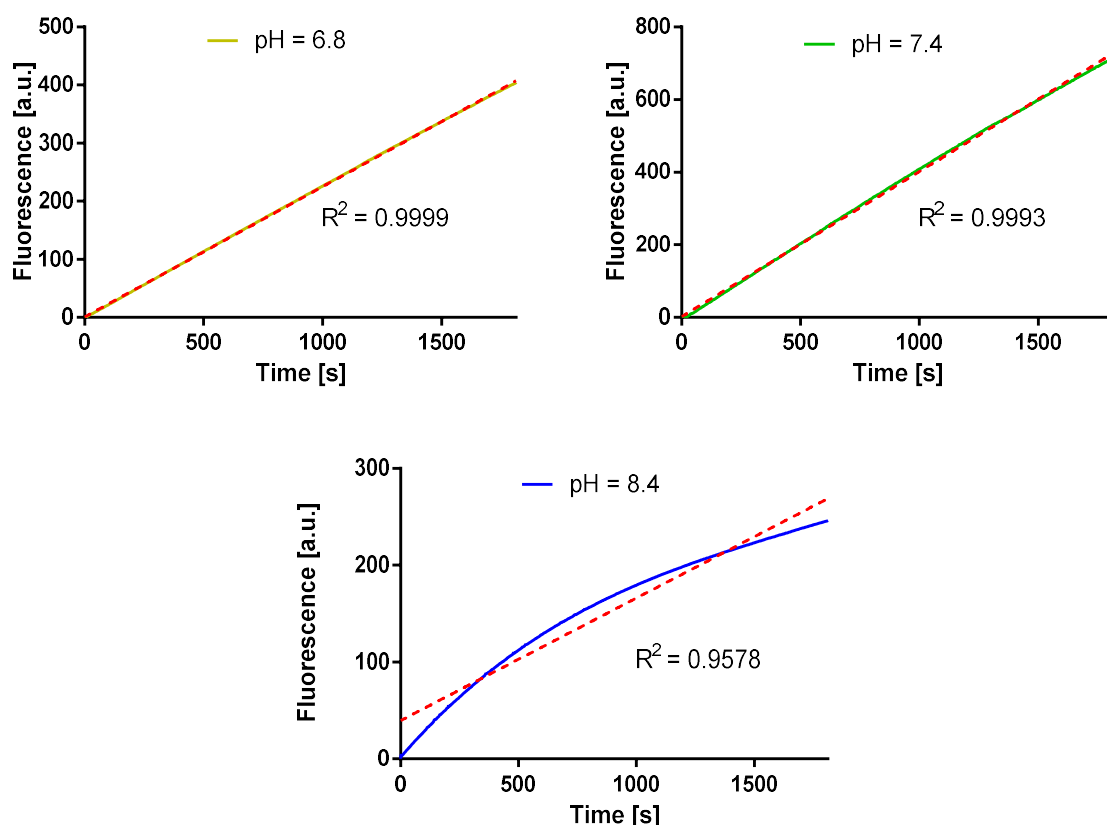 pH = 6.8
Fluorescence [a.u.]
500
400
300
200
100
0
R² = 0.9999
0 500 1000 1500
Time [s]
pH = 7.4
Fluorescence [a.u.]
800
600
400
200
0
R² = 0.9993
0 500 1000 1500
Time [s]
pH = 8.4
Fluorescence [a.u.]
300
200
100
0
R² = 0.9578
0 500 1000 1500
Time [s]